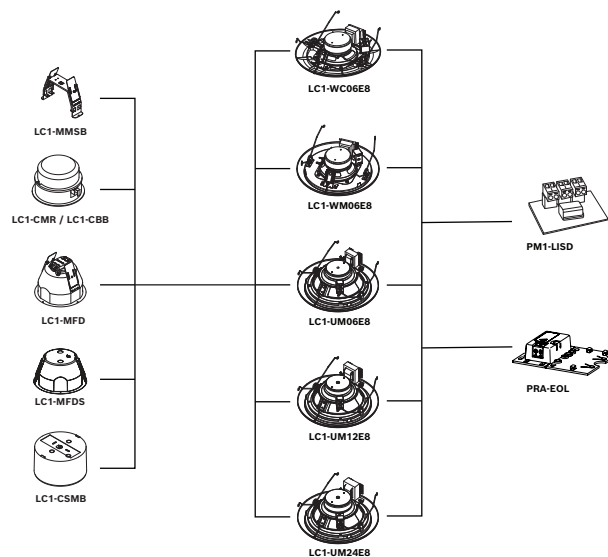 LC1-MMSB
LC1-CMR / LC1-CBB
LC1-MFD
LC1-MFDS
LC1-CSMB
LC1-WC06E8
LC1-WM06E8
LC1-UM06E8
LC1-UM12E8
LC1-UM24E8
PM1-LISD
PRA-EOL